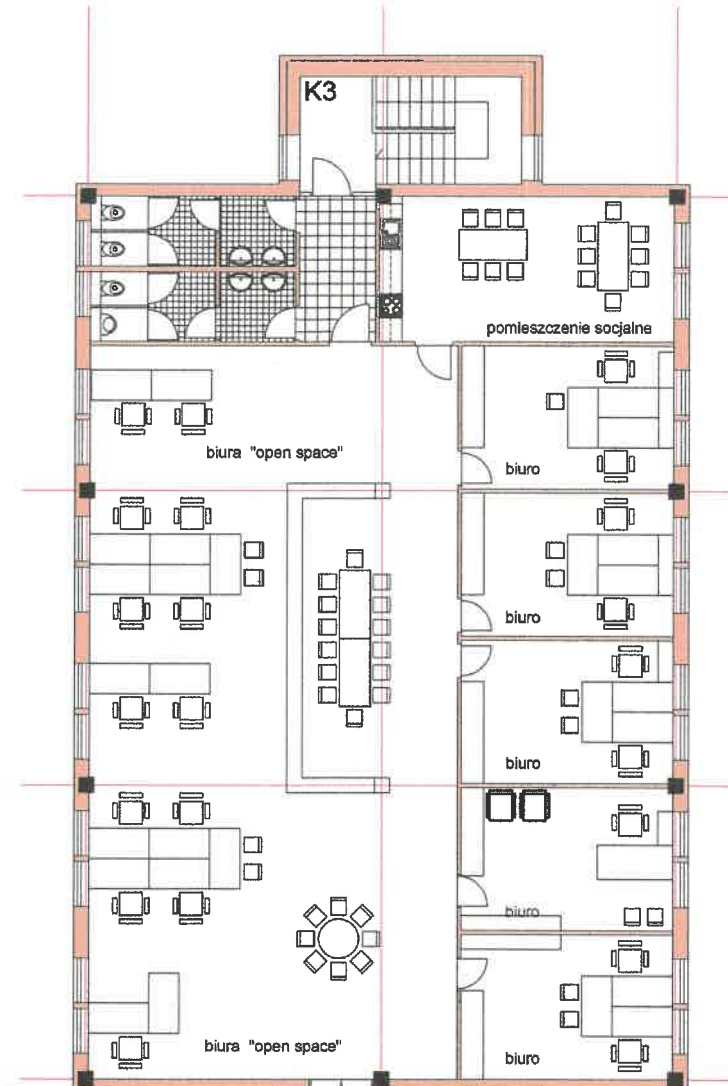 K3
pomieszczenie socjalne
biura "open space"
biuro
biuro
biuro
biuro
biura "open space"
biuro